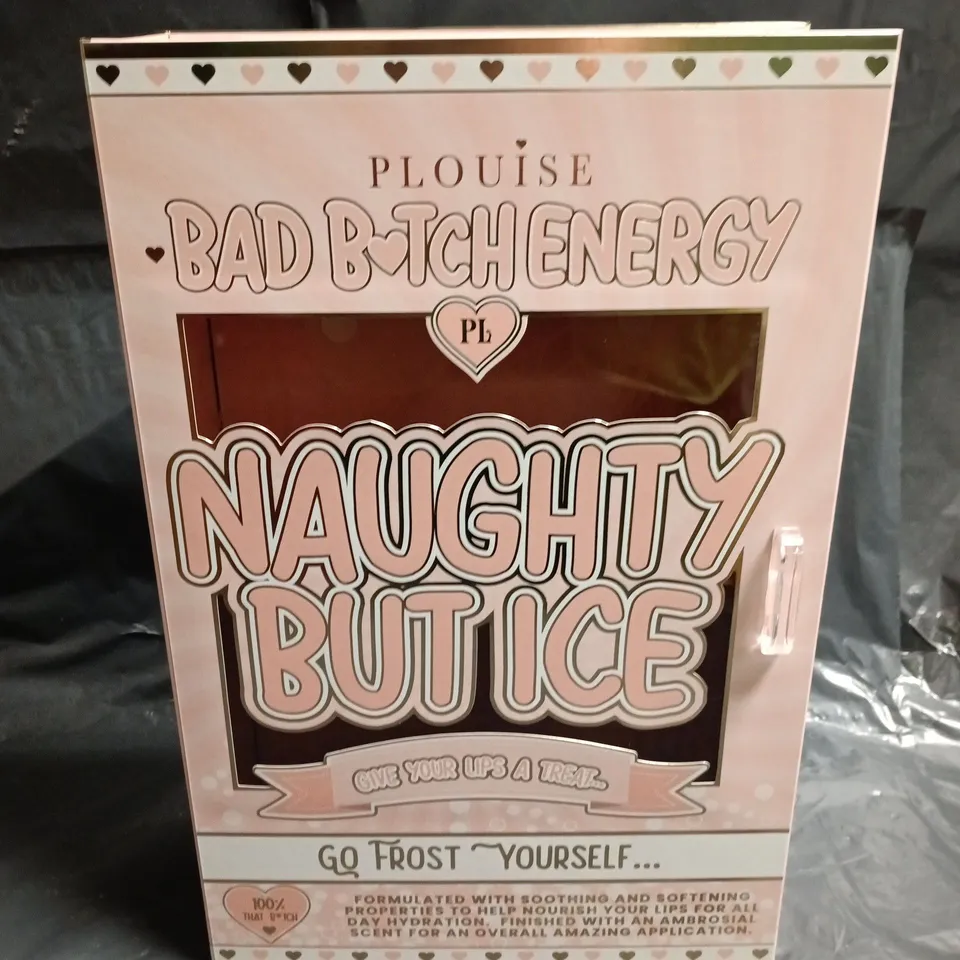 PLOUISE
BAD B♥TCH ENERGY
PL
NAUGHTY
BUT ICE
GIVE YOUR LIPS A TREAT...
GO FROST YOURSELF...
100%
THAT B*TCH
FORMULATED WITH SOOTHING AND SOFTENING
PROPERTIES TO HELP NOURISH YOUR LIPS FOR ALL
DAY HYDRATION. FINISHED WITH AN AMBROSIAL
SCENT FOR AN OVERALL AMAZING APPLICATION.